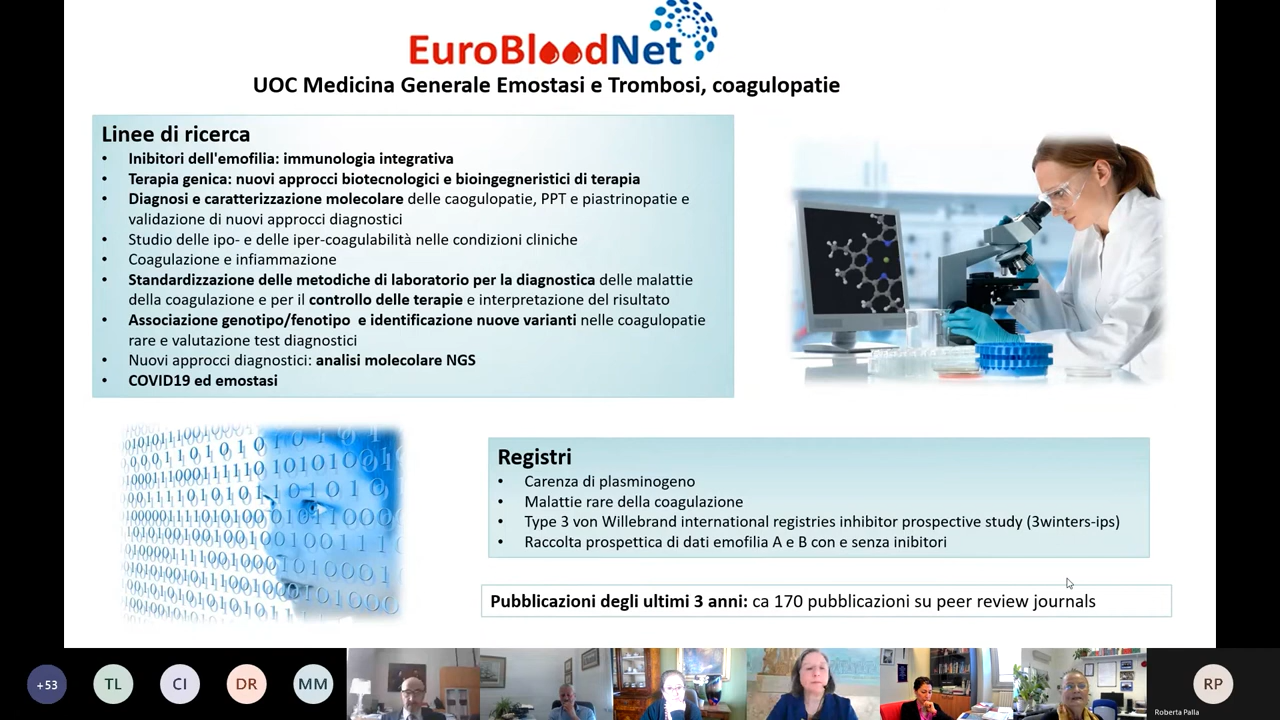 EuroBloodNet
UOC Medicina Generale Emostasi e Trombosi, coagulopatie
Linee di ricerca
• Inibitori dell'emofilia: immunologia integrativa
• Terapia genica: nuovi approcci biotecnologici e bioingegneristici di terapia
• Diagnosi e caratterizzazione molecolare delle caogulopatie, PPT e piastrinopatie e
validazione di nuovi approcci diagnostici
• Studio delle ipo- e delle iper-coagulabilità nelle condizioni cliniche
• Coagulazione e infiammazione
• Standardizzazione delle metodiche di laboratorio per la diagnostica delle malattie
della coagulazione e per il controllo delle terapie e interpretazione del risultato
• Associazione genotipo/fenotipo e identificazione nuove varianti nelle coagulopatie
rare e valutazione test diagnostici
• Nuovi approcci diagnostici: analisi molecolare NGS
• COVID19 ed emostasi
Registri
• Carenza di plasminogeno
• Malattie rare della coagulazione
• Type 3 von Willebrand international registries inhibitor prospective study (3winters-ips)
• Raccolta prospettica di dati emofilia A e B con e senza inibitori
Pubblicazioni degli ultimi 3 anni: ca 170 pubblicazioni su peer review journals
+53
TL
CI
DR
MM
RP
Roberta Palla